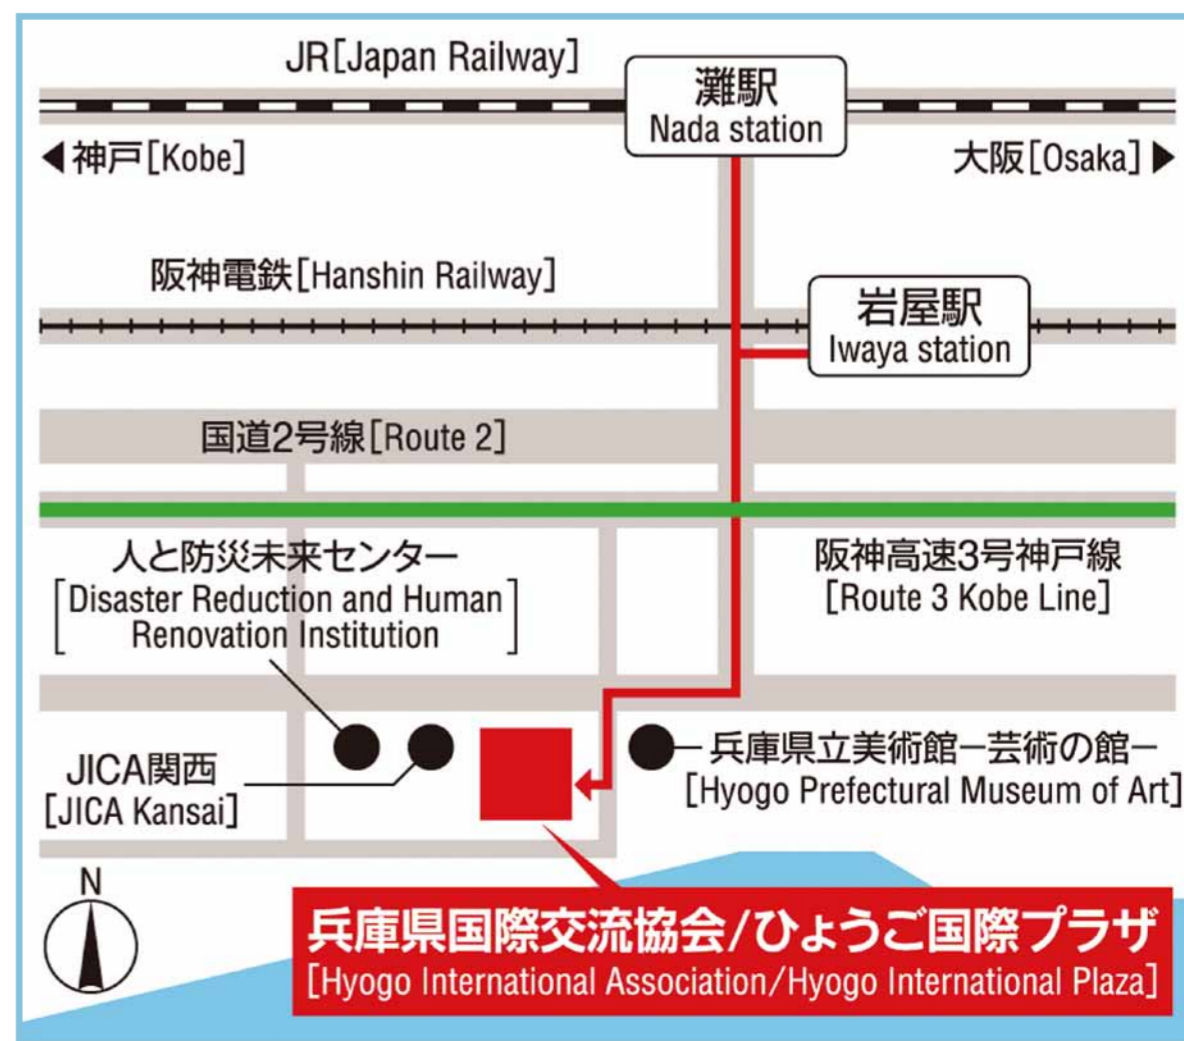 JR[Japan Railway]
灘駅
Nada station
◀神戸[Kobe]
大阪[Osaka]▶
阪神電鉄[Hanshin Railway]
岩屋駅
Iwaya station
国道2号線[Route 2]
人と防災未来センター
[Disaster Reduction and Human
Renovation Institution]
阪神高速3号神戸線
[Route 3 Kobe Line]
JICA関西
[JICA Kansai]
兵庫県立美術館−芸術の館−
[Hyogo Prefectural Museum of Art]
N
兵庫県国際交流協会/ひょうご国際プラザ
[Hyogo International Association/Hyogo International Plaza]